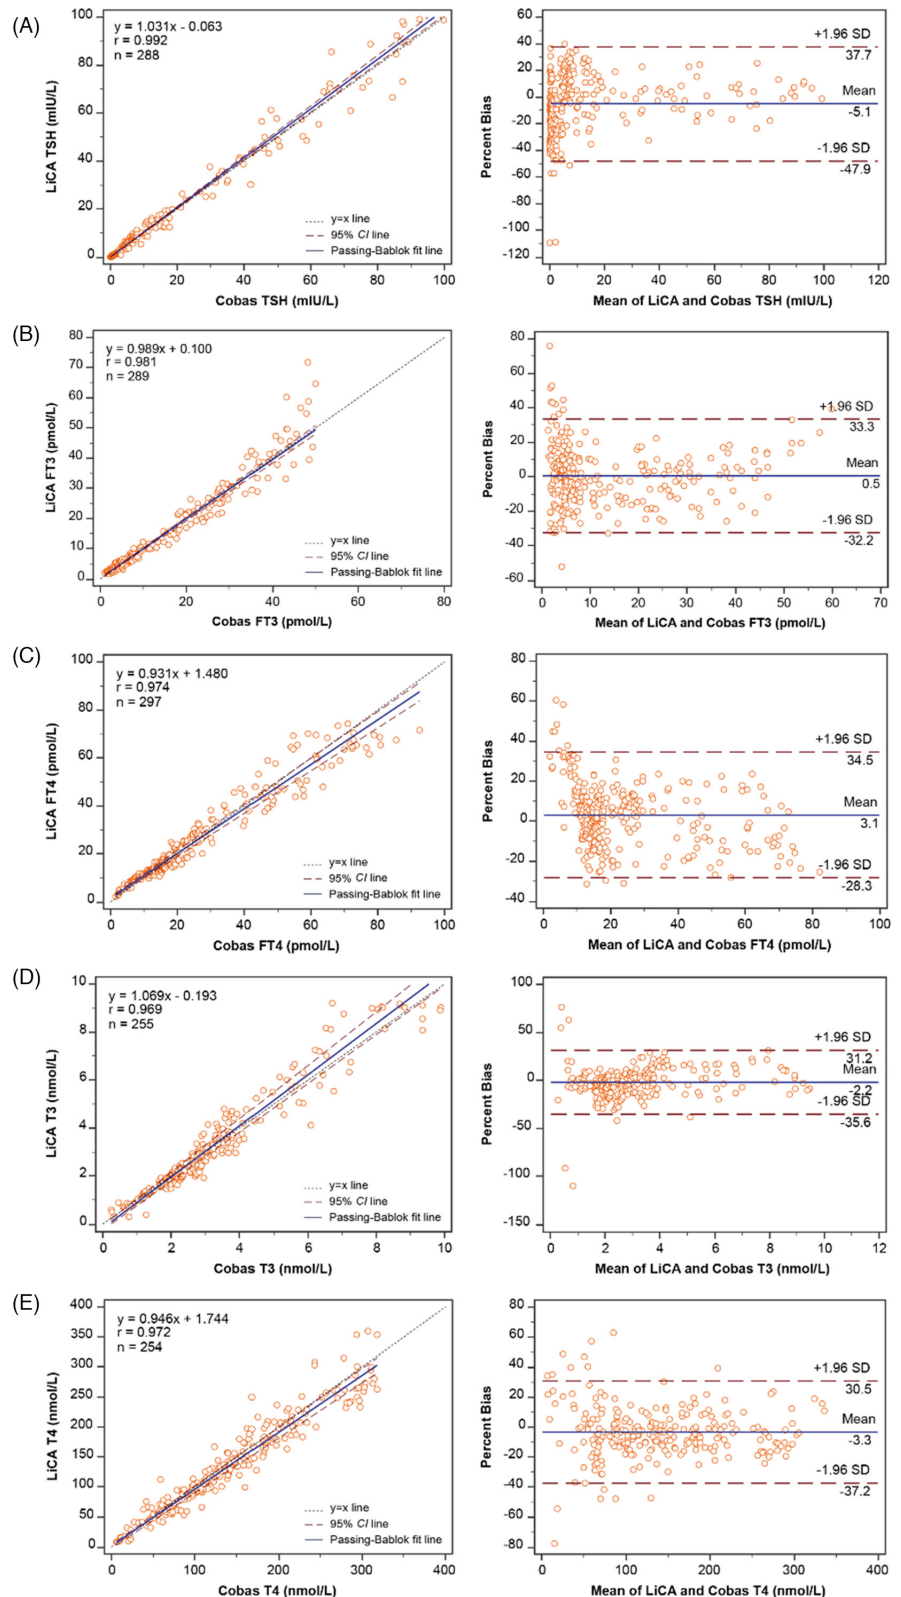 (A)
y = 1.031x - 0.063
r = 0.992
n = 288
100
80
60
40
20
0
LiCA TSH (mIU/L)
y=x line
95% CI line
Passing-Bablok fit line
0 20 40 60 80 100
Cobas TSH (mIU/L)
60
40
20
0
-20
-40
-60
-80
-100
-120
Percent Bias
+1.96 SD
37.7
Mean
-5.1
-1.96 SD
-47.9
0 20 40 60 80 100 120
Mean of LiCA and Cobas TSH (mIU/L)
(B)
y = 0.989x + 0.100
r = 0.981
n = 289
80
70
60
50
40
30
20
10
0
LiCA FT3 (pmol/L)
y=x line
95% CI line
Passing-Bablok fit line
0 20 40 60 80
Cobas FT3 (pmol/L)
80
60
40
20
0
-20
-40
-60
Percent Bias
+1.96 SD
33.3
Mean
0.5
-1.96 SD
-32.2
0 10 20 30 40 50 60 70
Mean of LiCA and Cobas FT3 (pmol/L)
(C)
y = 0.931x + 1.480
r = 0.974
n = 297
100
80
60
40
20
0
LiCA FT4 (pmol/L)
y=x line
95% CI line
Passing-Bablok fit line
0 20 40 60 80 100
Cobas FT4 (pmol/L)
80
60
40
20
0
-20
-40
Percent Bias
+1.96 SD
34.5
Mean
3.1
-1.96 SD
-28.3
0 20 40 60 80 100
Mean of LiCA and Cobas FT4 (pmol/L)
(D)
y = 1.069x - 0.193
r = 0.969
n = 255
10
8
6
4
2
0
LiCA T3 (nmol/L)
y=x line
95% CI line
Passing-Bablok fit line
0 2 4 6 8 10
Cobas T3 (nmol/L)
100
50
0
-50
-100
-150
Percent Bias
+1.96 SD
31.2
Mean
-2.2
-1.96 SD
-35.6
0 2 4 6 8 10 12
Mean of LiCA and Cobas T3 (nmol/L)
(E)
y = 0.946x + 1.744
r = 0.972
n = 254
400
350
300
250
200
150
100
50
0
LiCA T4 (nmol/L)
y=x line
95% CI line
Passing-Bablok fit line
0 100 200 300 400
Cobas T4 (nmol/L)
80
60
40
20
0
-20
-40
-60
-80
Percent Bias
+1.96 SD
30.5
Mean
-3.3
-1.96 SD
-37.2
0 100 200 300 400
Mean of LiCA and Cobas T4 (nmol/L)